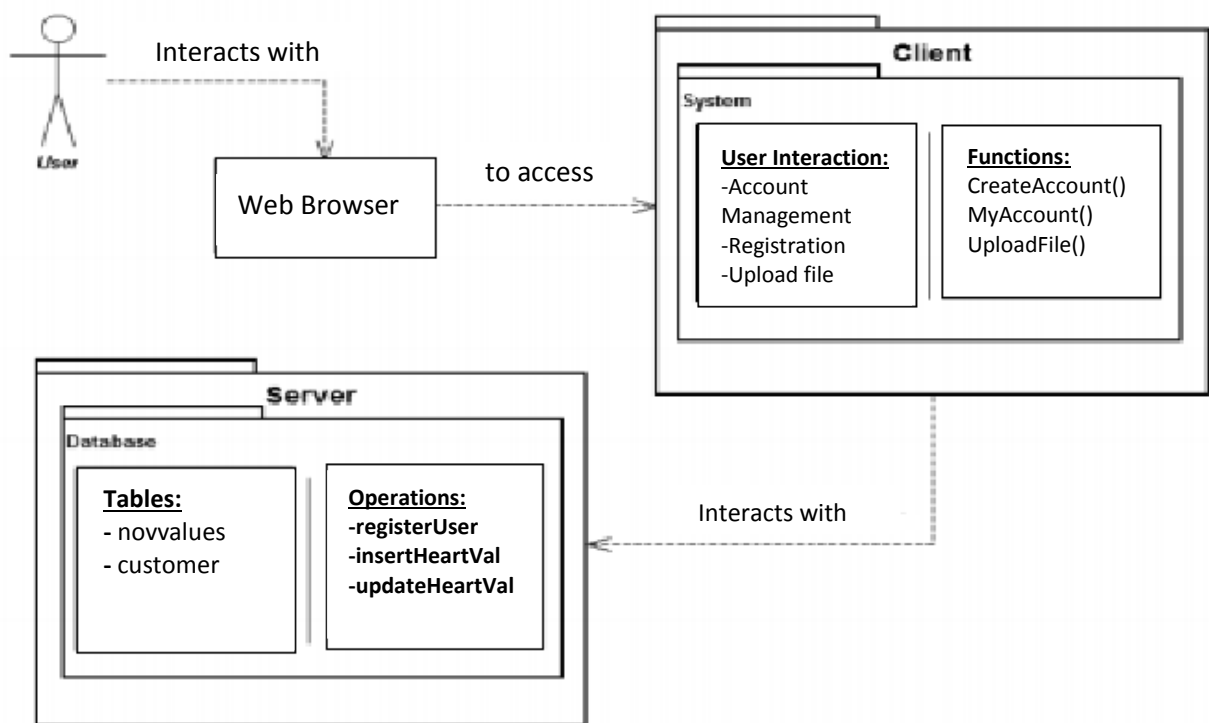 Interacts with
User
Web Browser
to access
Client
System
User Interaction:
-Account
Management
-Registration
-Upload file
Functions:
CreateAccount()
MyAccount()
UploadFile()
Interacts with
Server
Database
Tables:
- novvalues
- customer
Operations:
-registerUser
-insertHeartVal
-updateHeartVal